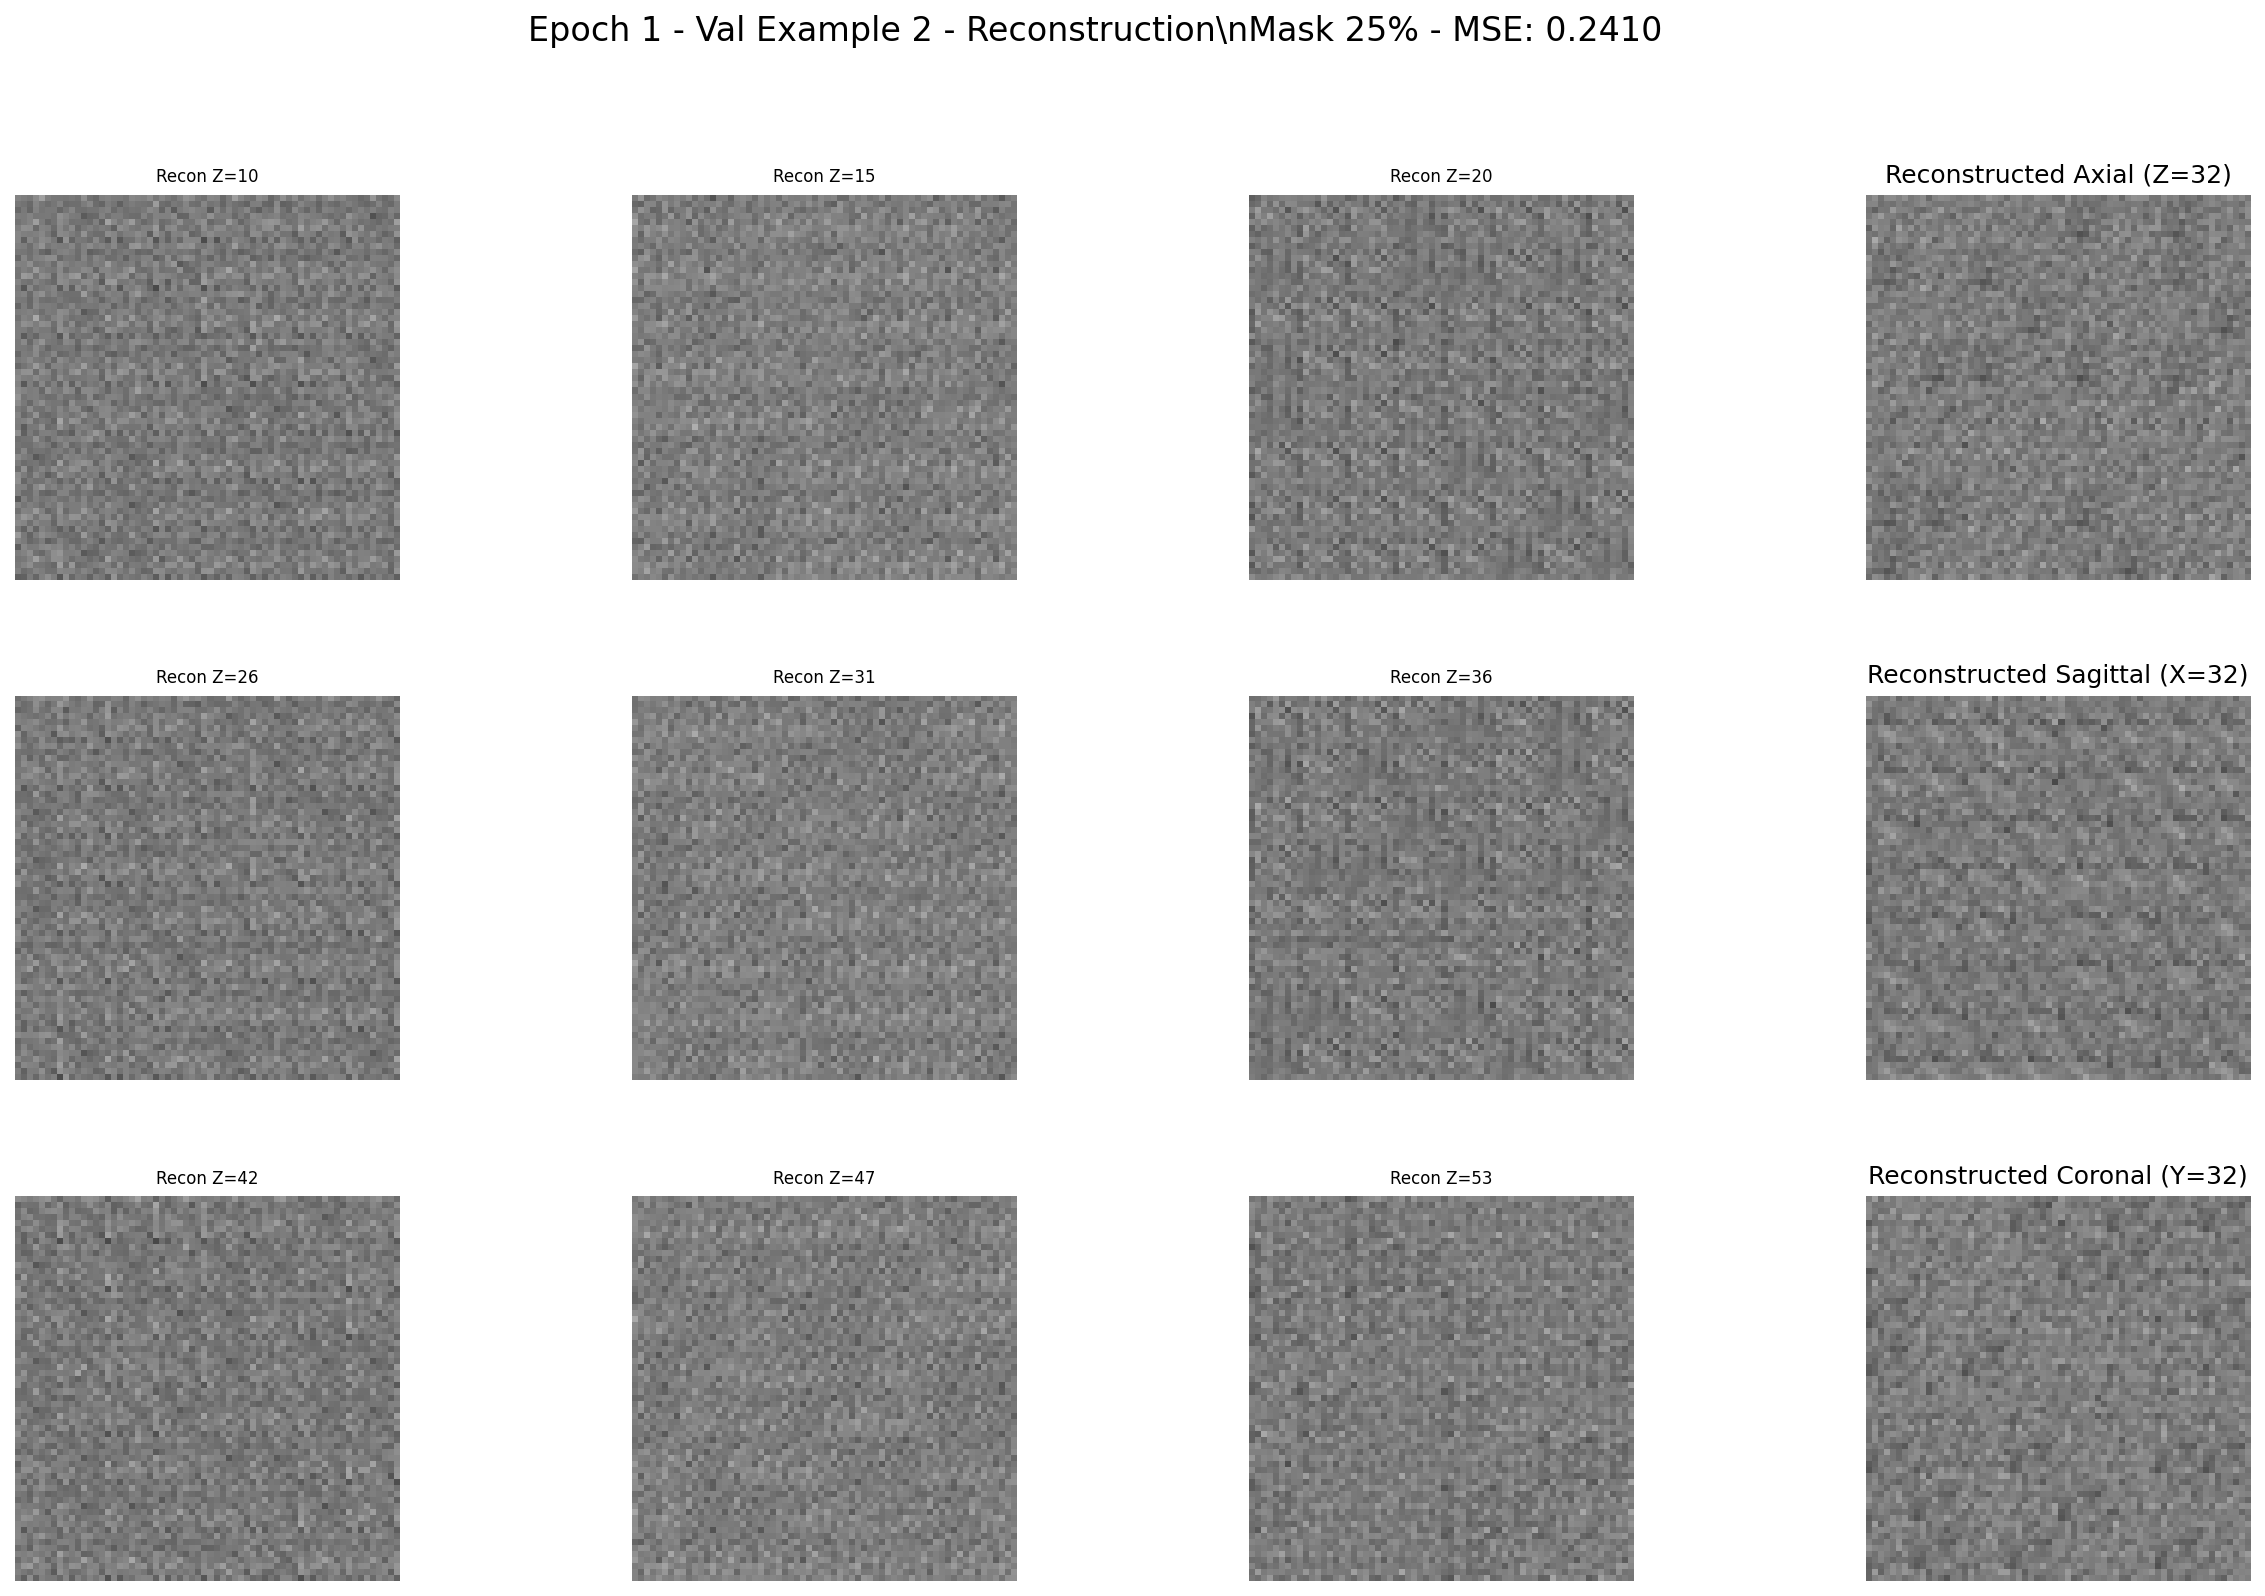 Epoch 1 - Val Example 2 - Reconstruction\nMask 25% - MSE: 0.2410
Recon Z=10
Recon Z=15
Recon Z=20
Reconstructed Axial (Z=32)
Recon Z=26
Recon Z=31
Recon Z=36
Reconstructed Sagittal (X=32)
Recon Z=42
Recon Z=47
Recon Z=53
Reconstructed Coronal (Y=32)